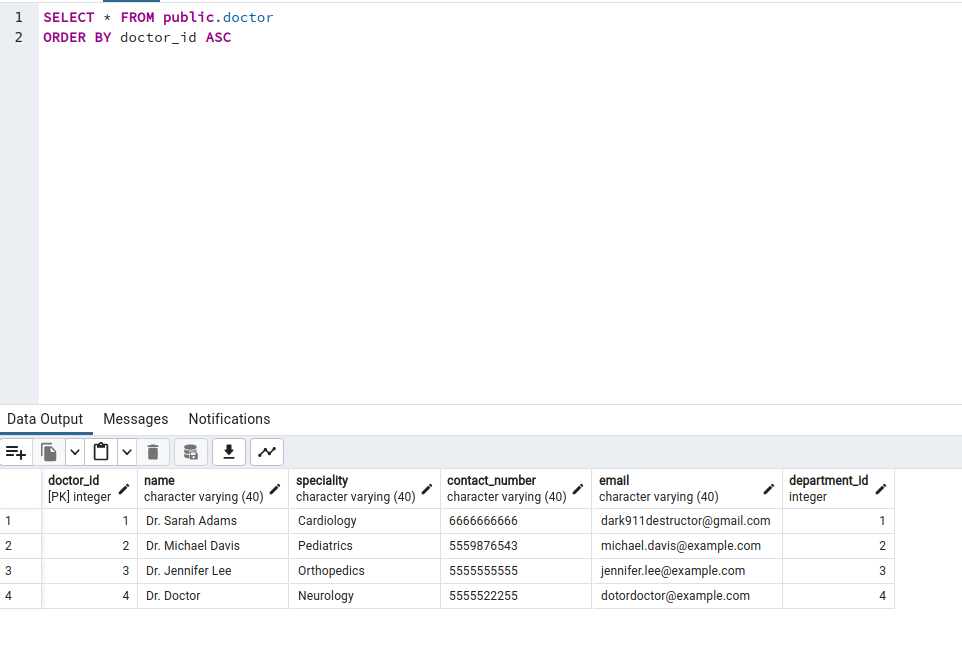 1 SELECT * FROM public.doctor
2 ORDER BY doctor_id ASC
Data Output Messages Notifications
doctor_id name speciality contact_number email department_id
[PK] integer character varying (40) character varying (40) character varying (40) character varying (40) integer
1 1 Dr. Sarah Adams Cardiology 6666666666 dark911destructor@gmail.com 1
2 2 Dr. Michael Davis Pediatrics 5559876543 michael.davis@example.com 2
3 3 Dr. Jennifer Lee Orthopedics 5555555555 jennifer.lee@example.com 3
4 4 Dr. Doctor Neurology 5555522255 dotordoctor@example.com 4